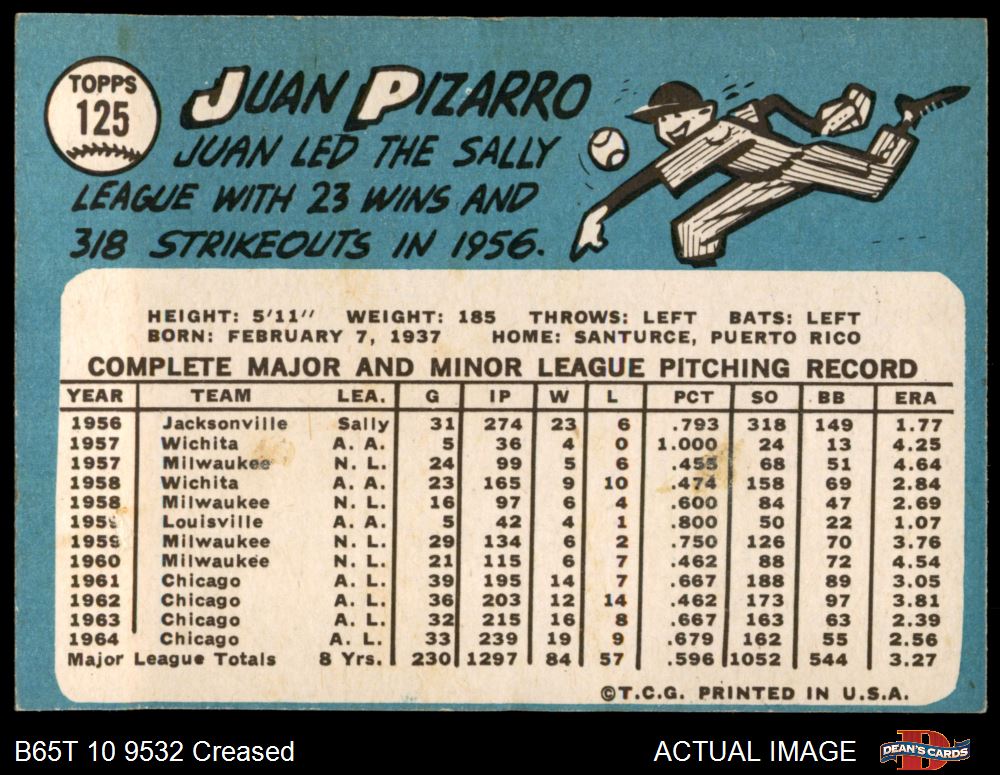 TOPPS
125
JUAN PIZARRO
JUAN LED THE SALLY
LEAGUE WITH 23 WINS AND
318 STRIKEOUTS IN 1956.
HEIGHT: 5'11" WEIGHT: 185 THROWS: LEFT BATS: LEFT
BORN: FEBRUARY 7, 1937 HOME: SANTURCE, PUERTO RICO
COMPLETE MAJOR AND MINOR LEAGUE PITCHING RECORD
YEAR TEAM LEA. G IP W L PCT SO BB ERA
1956 Jacksonville Sally 31 274 23 6 .793 318 149 1.77
1957 Wichita A. A. 5 36 4 0 1.000 24 13 4.25
1957 Milwaukee N. L. 24 99 5 6 .455 68 51 4.64
1958 Wichita A. A. 23 165 9 10 .474 158 69 2.84
1958 Milwaukee N. L. 16 97 6 4 .600 84 47 2.69
1959 Louisville A. A. 5 42 4 1 .800 50 22 1.07
1959 Milwaukee N. L. 29 134 6 2 .750 126 70 3.76
1960 Milwaukee N. L. 21 115 6 7 .462 88 72 4.54
1961 Chicago A. L. 39 195 14 7 .667 188 89 3.05
1962 Chicago A. L. 36 203 12 14 .462 173 97 3.81
1963 Chicago A. L. 32 215 16 8 .667 163 63 2.39
1964 Chicago A. L. 33 239 19 9 .679 162 55 2.56
Major League Totals 8 Yrs. 230 1297 84 57 .596 1052 544 3.27
©T.C.G. PRINTED IN U.S.A.
B65T 10 9532 Creased ACTUAL IMAGE DEAN'S CARDS